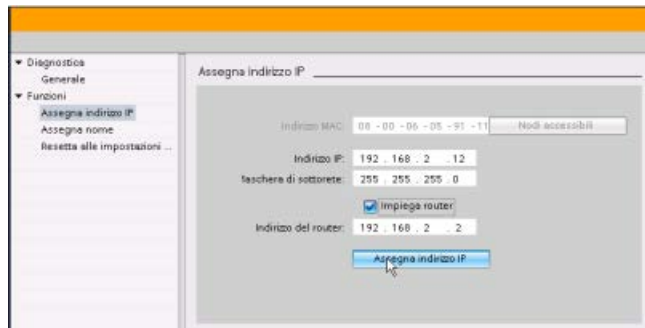 Diagnostica
Generale
Funzioni
Assegna indirizzo IP
Assegna nome
Resetta alle impostazioni ...
Assegna indirizzo IP
Indirizzo MAC: 08 - 00 - 06 - 05 - 91 - 11 Nodi accessibili
Indirizzo IP: 192 . 168 . 2 . 12
Maschera di sottorete: 255 . 255 . 255 . 0
Impiega router
Indirizzo del router: 192 . 168 . 2 . 2
Assegna indirizzo IP